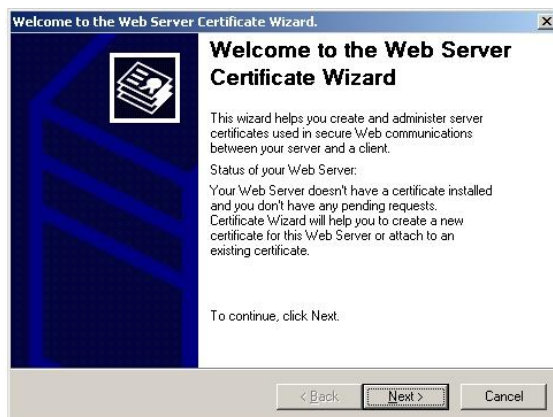 Welcome to the Web Server Certificate Wizard.
Welcome to the Web Server
Certificate Wizard
This wizard helps you create and administer server
certificates used in secure Web communications
between your server and a client.
Status of your Web Server:
Your Web Server doesn't have a certificate installed
and you don't have any pending requests.
Certificate Wizard will help you to create a new
certificate for this Web Server or attach to an
existing certificate.
To continue, click Next.
< Back
Next >
Cancel